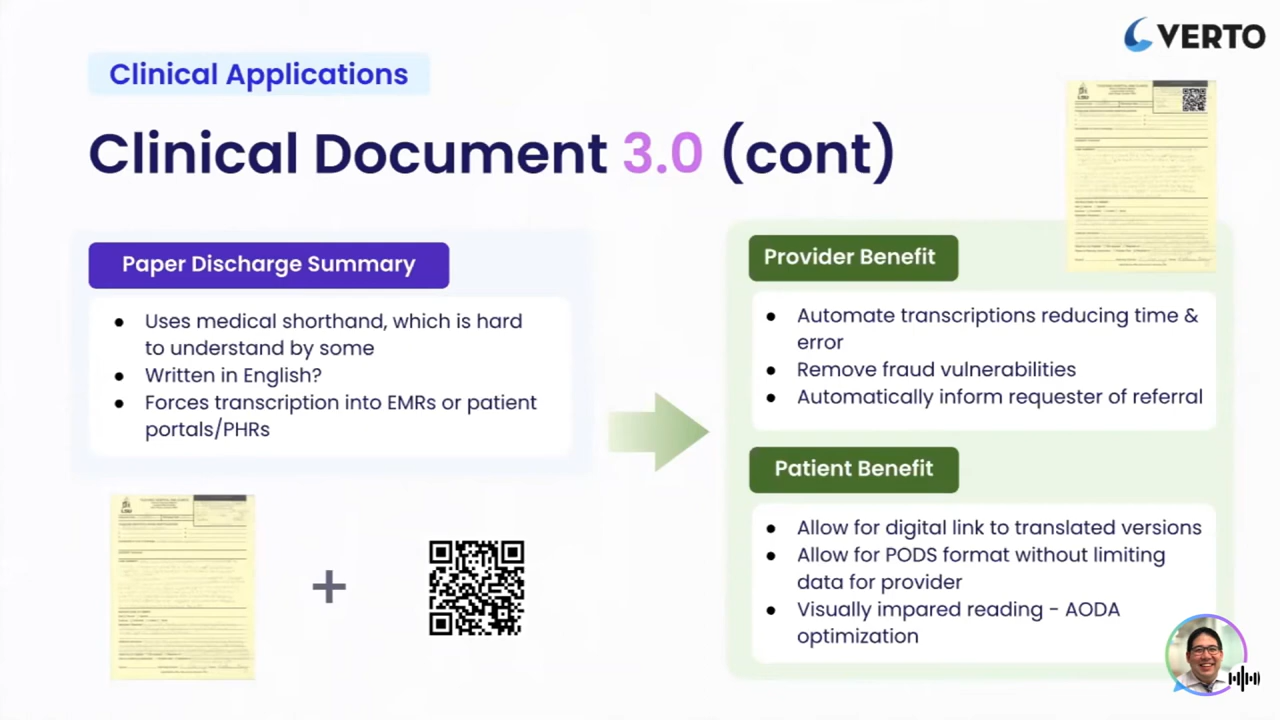 VERTO
Clinical Applications
Clinical Document 3.0 (cont)
Paper Discharge Summary
● Uses medical shorthand, which is hard
to understand by some
● Written in English?
● Forces transcription into EMRs or patient
portals/PHRs
+
Provider Benefit
● Automate transcriptions reducing time &
error
● Remove fraud vulnerabilities
● Automatically inform requester of referral
Patient Benefit
● Allow for digital link to translated versions
● Allow for PODS format without limiting
data for provider
● Visually impared reading - AODA
optimization